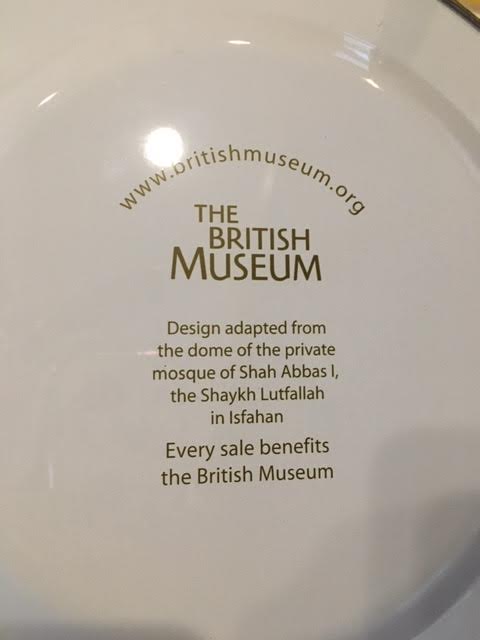 www.britishmuseum.org
THE
BRITISH
MUSEUM
Design adapted from
the dome of the private
mosque of Shah Abbas I,
the Shaykh Lutfallah
in Isfahan
Every sale benefits
the British Museum